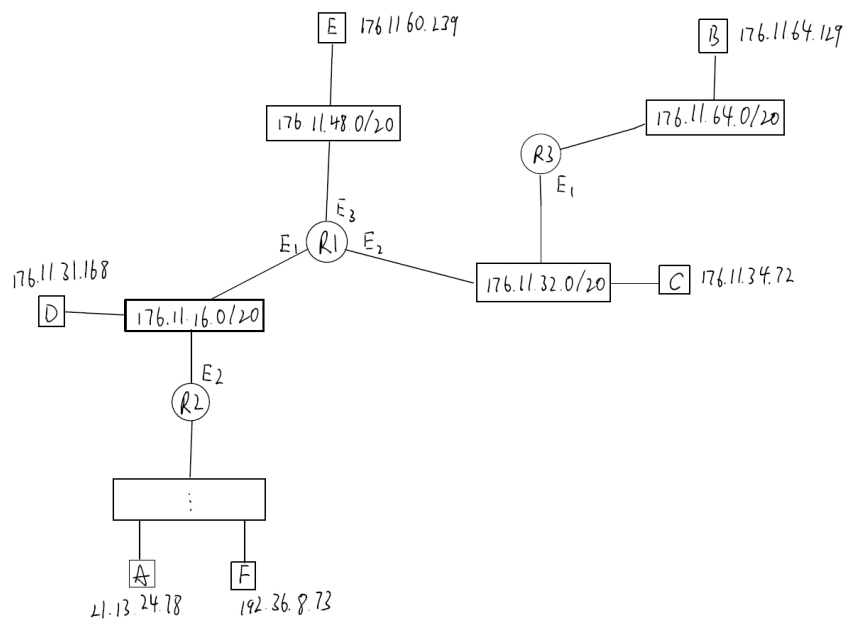 E 176.11 60.239
B 176.11 64.129
176.11.48.0/20
176.11.64.0/20
R3
E₁
E₃
E₁ R1 E₂
176.11.31.168
D
176.11.16.0/20
176.11.32.0/20
C 176.11.34.72
E2
R2
⋮
A
F
21.13.24.78
192.36.8.73